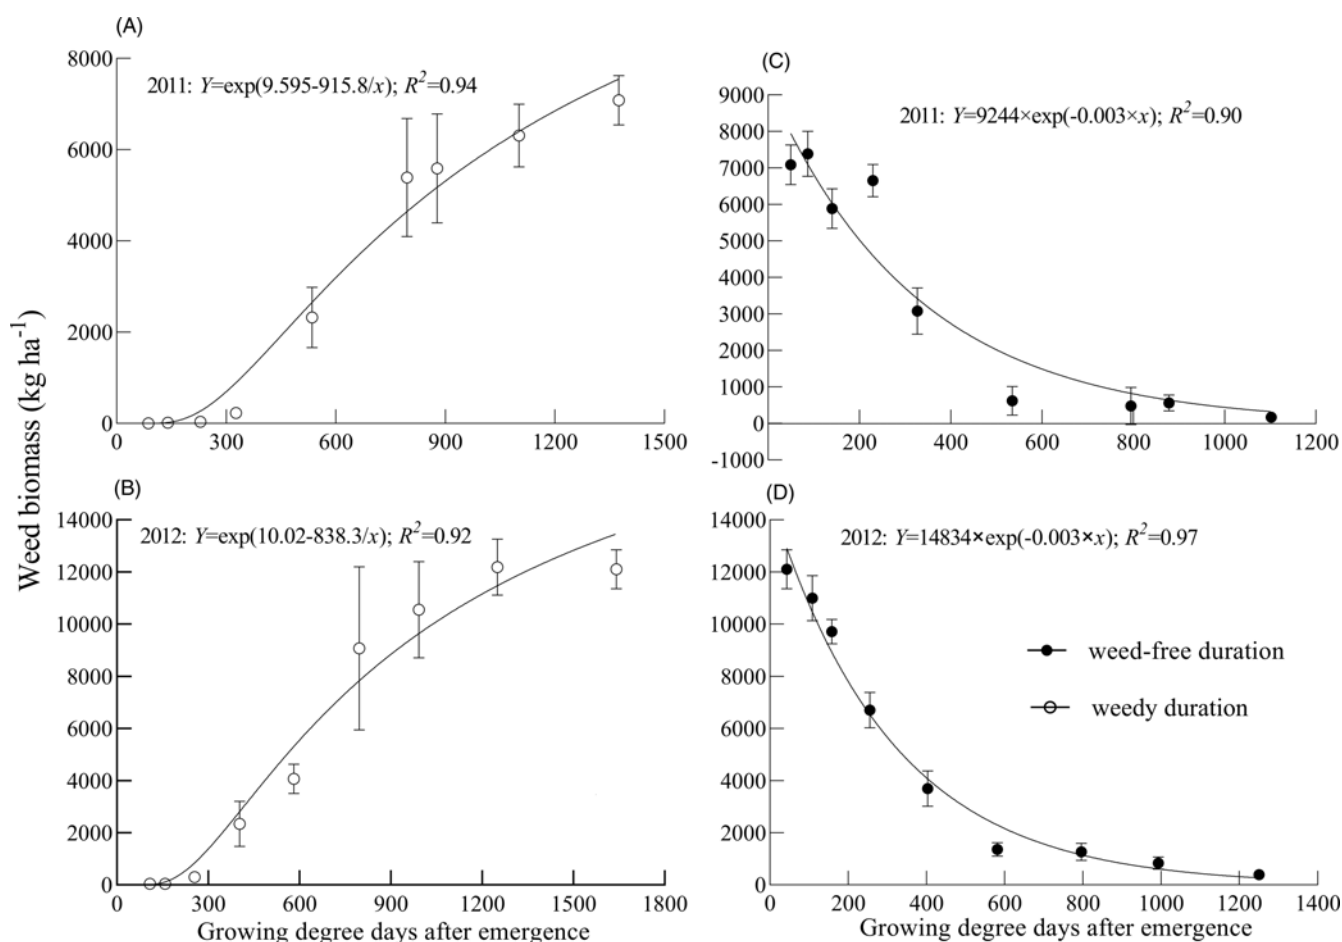 (A)
2011: Y=exp(9.595-915.8/x); R²=0.94
8000
6000
4000
2000
0
0 300 600 900 1200 1500
(C)
2011: Y=9244×exp(-0.003×x); R²=0.90
9000
8000
7000
6000
5000
4000
3000
2000
1000
0
-1000
200 400 600 800 1000 1200
Weed biomass (kg ha⁻¹)
(B)
2012: Y=exp(10.02-838.3/x); R²=0.92
14000
12000
10000
8000
6000
4000
2000
0
0 300 600 900 1200 1500 1800
Growing degree days after emergence
(D)
2012: Y=14834×exp(-0.003×x); R²=0.97
14000
12000
10000
8000
6000
4000
2000
0
weed-free duration
weedy duration
0 200 400 600 800 1000 1200 1400
Growing degree days after emergence